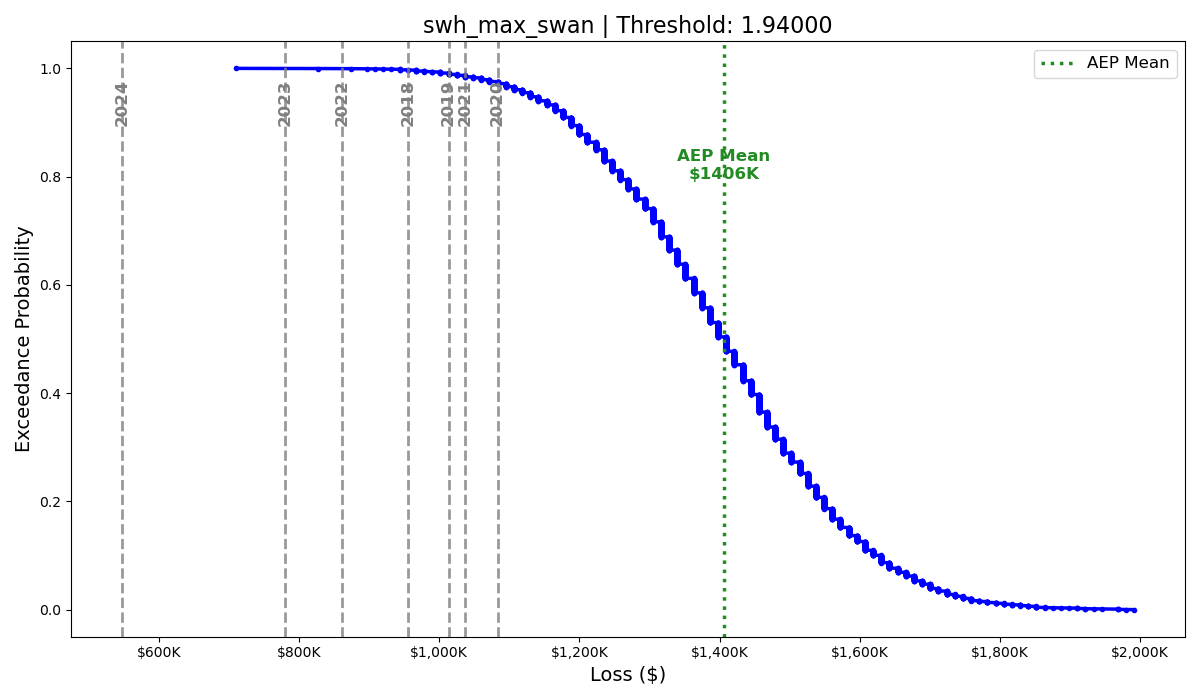 swh_max_swan | Threshold: 1.94000
AEP Mean
1.0
0.8
0.6
0.4
0.2
0.0
Exceedance Probability
2024
2023
2022
2018
2019
2021
2020
AEP Mean
$1406K
$600K
$800K
$1,000K
$1,200K
$1,400K
$1,600K
$1,800K
$2,000K
Loss ($)